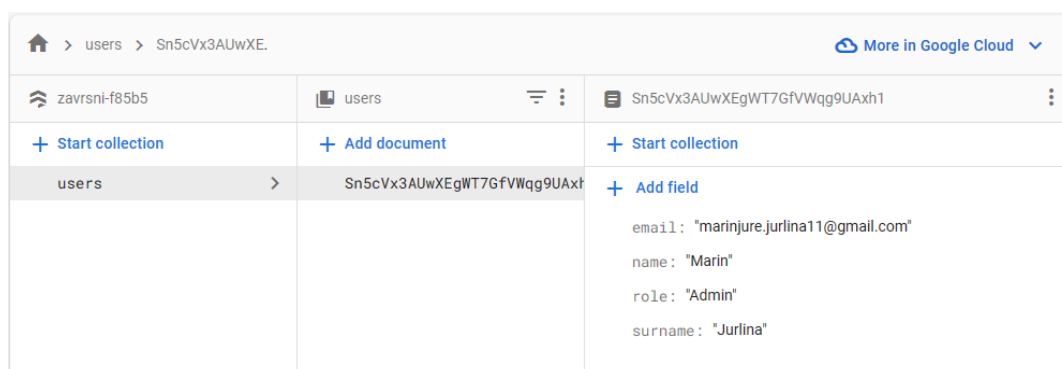 users > Sn5cVx3AUwXE.
More in Google Cloud
zavrsni-f85b5
users
Sn5cVx3AUwXEgWT7GfVWqg9UAxh1
+ Start collection
+ Add document
+ Start collection
users >
Sn5cVx3AUwXEgWT7GfVWqg9UAxh
+ Add field
email: "marinjure.jurlina11@gmail.com"
name: "Marin"
role: "Admin"
surname: "Jurlina"